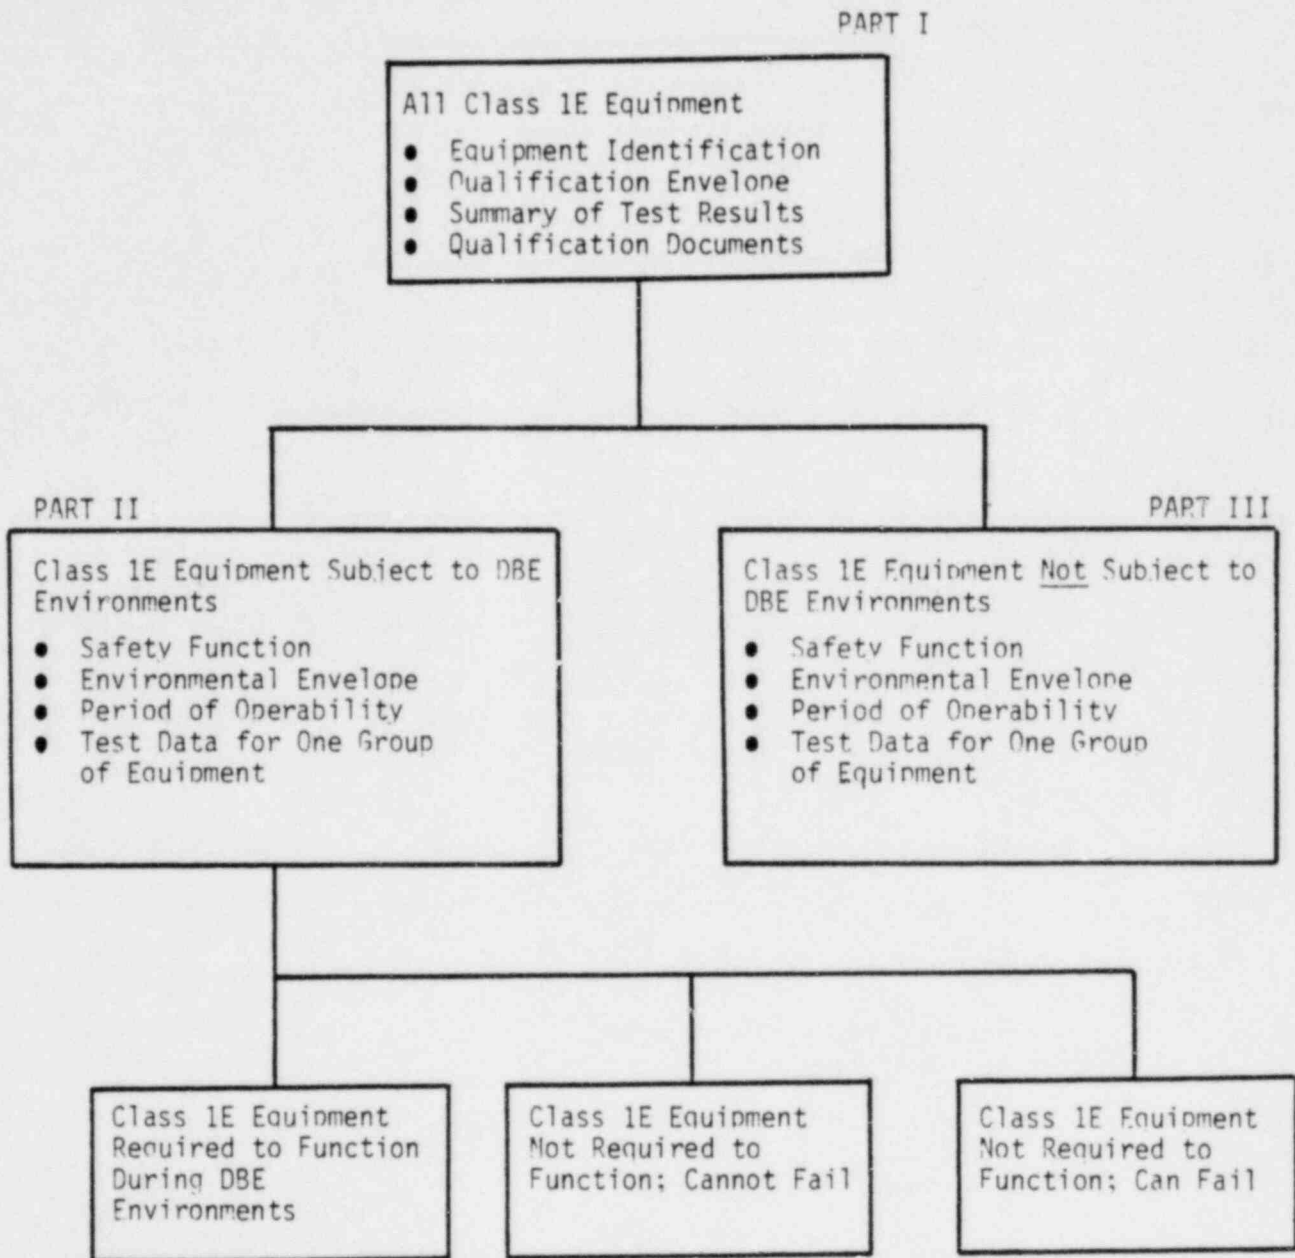 PART I
All Class 1E Equipment
● Equipment Identification
● Qualification Envelope
● Summary of Test Results
● Qualification Documents
PART II
Class 1E Equipment Subject to DBE
Environments
● Safety Function
● Environmental Envelope
● Period of Operability
● Test Data for One Group
of Equipment
PART III
Class 1E Equipment Not Subject to
DBE Environments
● Safety Function
● Environmental Envelope
● Period of Operability
● Test Data for One Group
of Equipment
Class 1E Equipment
Required to Function
During DBE
Environments
Class 1E Equipment
Not Required to
Function; Cannot Fail
Class 1E Equipment
Not Required to
Function; Can Fail